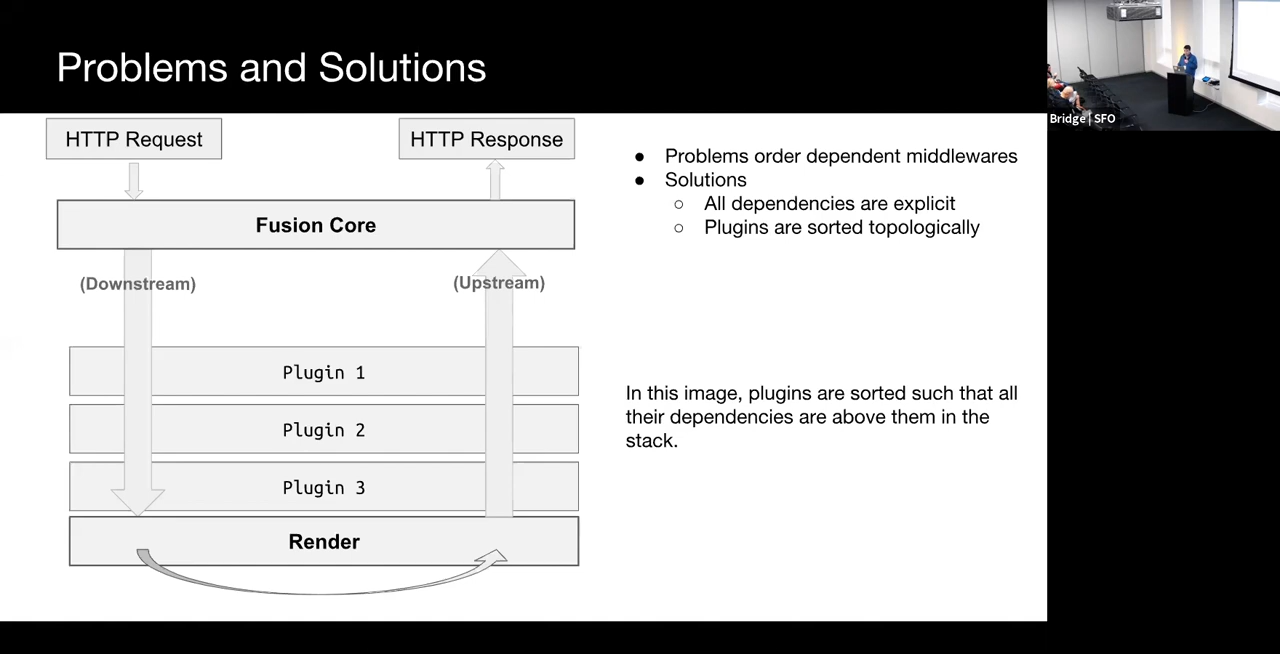 Problems and Solutions
HTTP Request
HTTP Response
Fusion Core
(Downstream)
(Upstream)
Plugin 1
Plugin 2
Plugin 3
Render
● Problems order dependent middlewares
● Solutions
○ All dependencies are explicit
○ Plugins are sorted topologically
In this image, plugins are sorted such that all
their dependencies are above them in the
stack.
Bridge | SFO